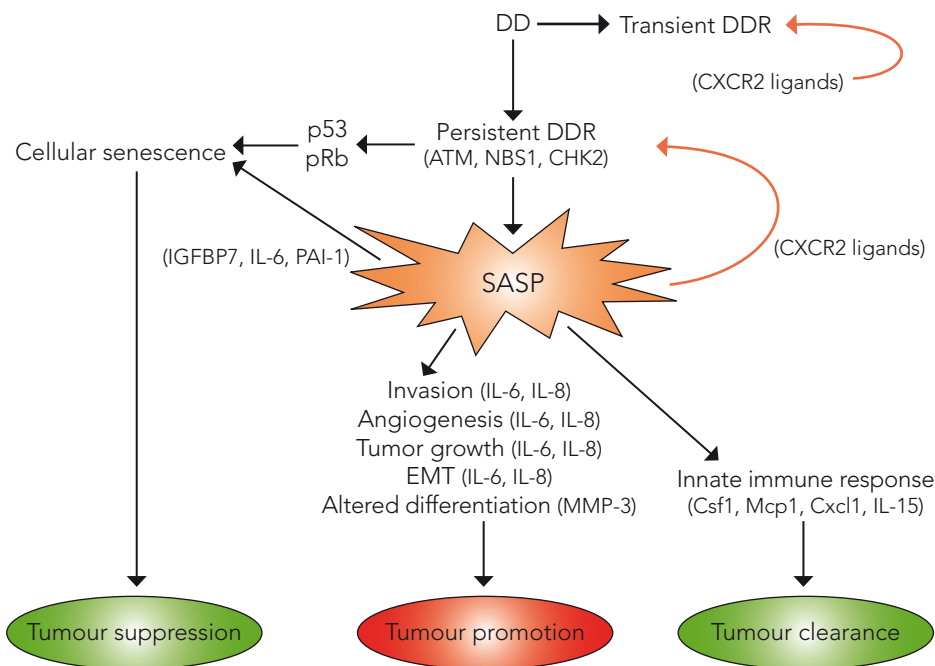 DD
Transient DDR
(CXCR2 ligands)
p53
pRb
Persistent DDR
(ATM, NBS1, CHK2)
Cellular senescence
(IGFBP7, IL-6, PAI-1)
(CXCR2 ligands)
SASP
Invasion (IL-6, IL-8)
Angiogenesis (IL-6, IL-8)
Tumor growth (IL-6, IL-8)
EMT (IL-6, IL-8)
Altered differentiation (MMP-3)
Innate immune response
(Csf1, Mcp1, Cxcl1, IL-15)
Tumour suppression
Tumour promotion
Tumour clearance